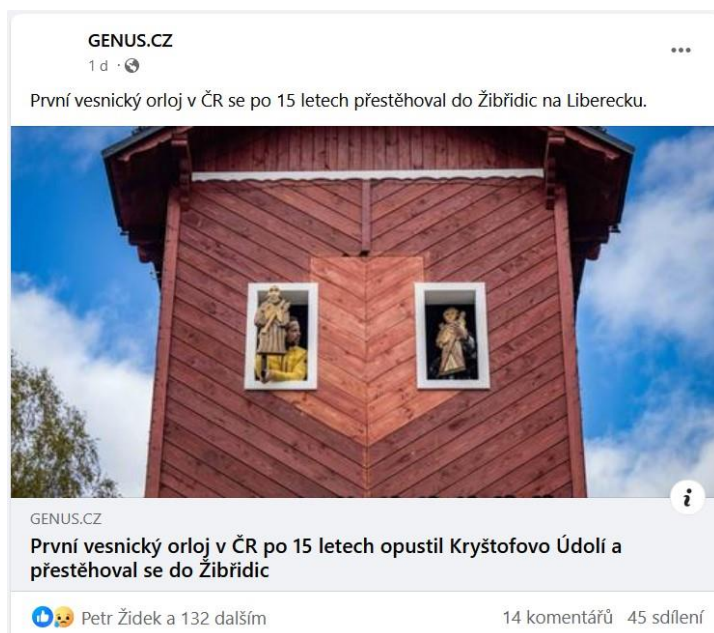 GENUS.CZ
1 d ·
První vesnický orloj v ČR se po 15 letech přestěhoval do Žibřidic na Liberecku.
GENUS.CZ
První vesnický orloj v ČR po 15 letech opustil Kryštofovo Údolí a
přestěhoval se do Žibřidic
Petr Židek a 132 dalším
14 komentářů 45 sdílení